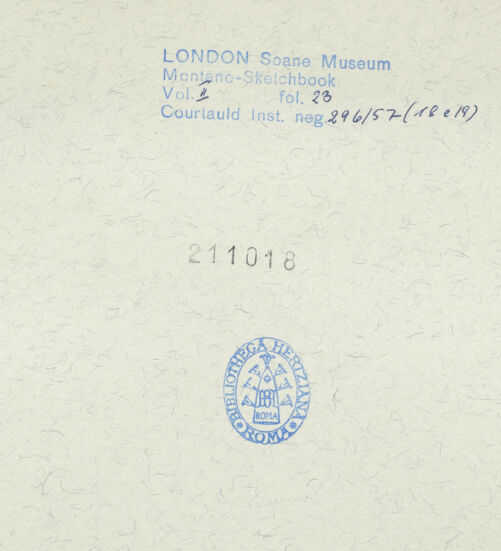 LONDON Soane Museum
Montano-Sketchbook
Vol. II fol. 23
Courtauld Inst. neg. 296/57 (18 e 19)
211018
BIBLIOTHECA HERTZIANA
BH
ROMA
* ROMA *